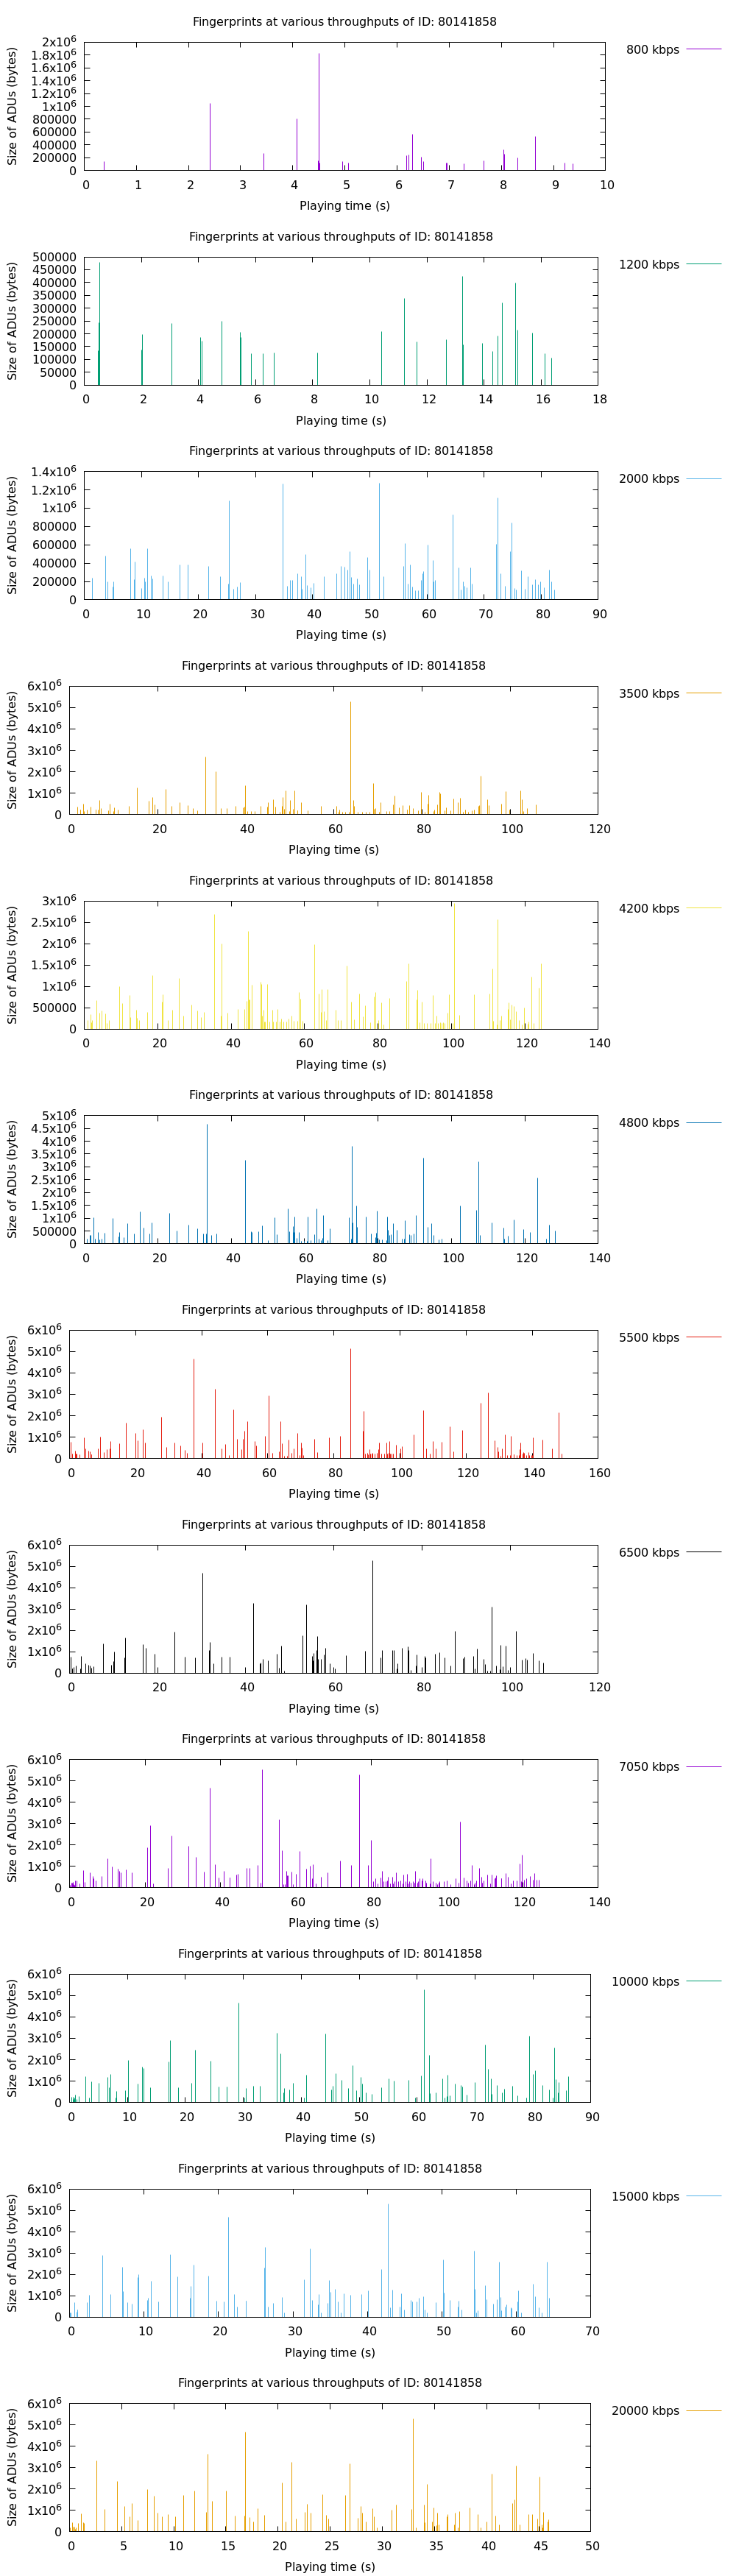 Fingerprints at various throughputs of ID: 80141858
800 kbps
Size of ADUs (bytes)
2x10^6
1.8x10^6
1.6x10^6
1.4x10^6
1.2x10^6
1x10^6
800000
600000
400000
200000
0
0 1 2 3 4 5 6 7 8 9 10
Playing time (s)
Fingerprints at various throughputs of ID: 80141858
1200 kbps
Size of ADUs (bytes)
500000
450000
400000
350000
300000
250000
200000
150000
100000
50000
0
0 2 4 6 8 10 12 14 16 18
Playing time (s)
Fingerprints at various throughputs of ID: 80141858
2000 kbps
Size of ADUs (bytes)
1.4x10^6
1.2x10^6
1x10^6
800000
600000
400000
200000
0
0 10 20 30 40 50 60 70 80 90
Playing time (s)
Fingerprints at various throughputs of ID: 80141858
3500 kbps
Size of ADUs (bytes)
6x10^6
5x10^6
4x10^6
3x10^6
2x10^6
1x10^6
0
0 20 40 60 80 100 120
Playing time (s)
Fingerprints at various throughputs of ID: 80141858
4200 kbps
Size of ADUs (bytes)
3x10^6
2.5x10^6
2x10^6
1.5x10^6
1x10^6
500000
0
0 20 40 60 80 100 120 140
Playing time (s)
Fingerprints at various throughputs of ID: 80141858
4800 kbps
Size of ADUs (bytes)
5x10^6
4.5x10^6
4x10^6
3.5x10^6
3x10^6
2.5x10^6
2x10^6
1.5x10^6
1x10^6
500000
0
0 20 40 60 80 100 120 140
Playing time (s)
Fingerprints at various throughputs of ID: 80141858
5500 kbps
Size of ADUs (bytes)
6x10^6
5x10^6
4x10^6
3x10^6
2x10^6
1x10^6
0
0 20 40 60 80 100 120 140 160
Playing time (s)
Fingerprints at various throughputs of ID: 80141858
6500 kbps
Size of ADUs (bytes)
6x10^6
5x10^6
4x10^6
3x10^6
2x10^6
1x10^6
0
0 20 40 60 80 100 120
Playing time (s)
Fingerprints at various throughputs of ID: 80141858
7050 kbps
Size of ADUs (bytes)
6x10^6
5x10^6
4x10^6
3x10^6
2x10^6
1x10^6
0
0 20 40 60 80 100 120 140
Playing time (s)
Fingerprints at various throughputs of ID: 80141858
10000 kbps
Size of ADUs (bytes)
6x10^6
5x10^6
4x10^6
3x10^6
2x10^6
1x10^6
0
0 10 20 30 40 50 60 70 80 90
Playing time (s)
Fingerprints at various throughputs of ID: 80141858
15000 kbps
Size of ADUs (bytes)
6x10^6
5x10^6
4x10^6
3x10^6
2x10^6
1x10^6
0
0 10 20 30 40 50 60 70
Playing time (s)
Fingerprints at various throughputs of ID: 80141858
20000 kbps
Size of ADUs (bytes)
6x10^6
5x10^6
4x10^6
3x10^6
2x10^6
1x10^6
0
0 5 10 15 20 25 30 35 40 45 50
Playing time (s)